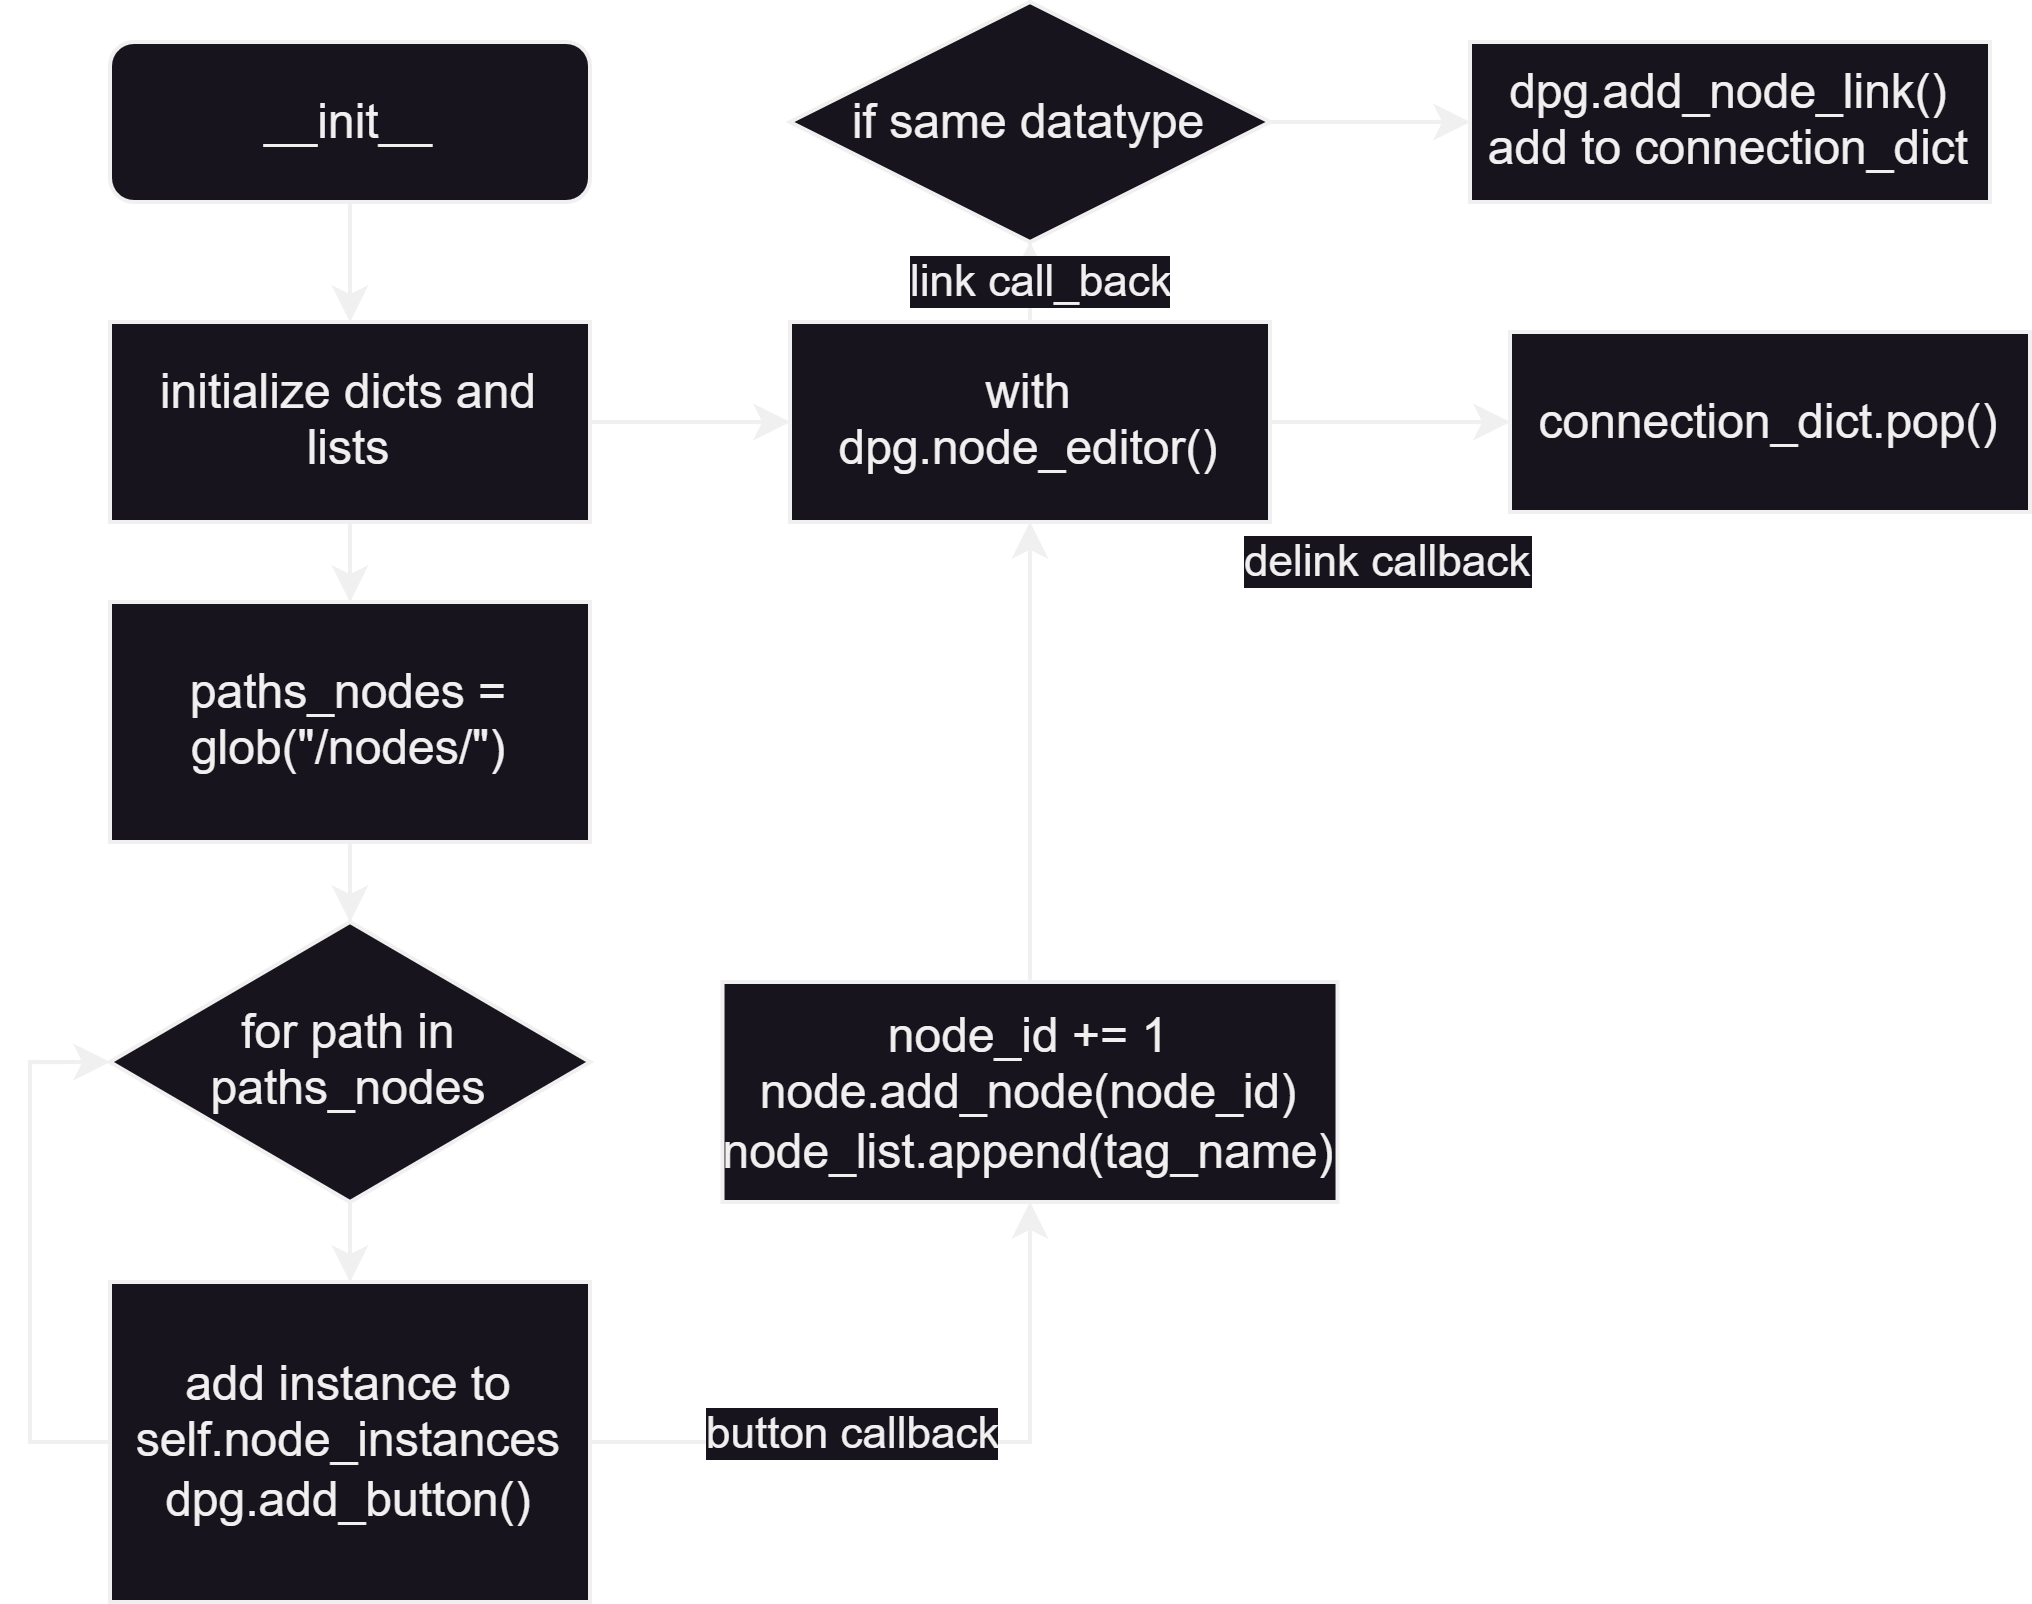 __init__
if same datatype
dpg.add_node_link()
add to connection_dict
link call_back
initialize dicts and
lists
with
dpg.node_editor()
connection_dict.pop()
delink callback
paths_nodes =
glob("/nodes/")
for path in
paths_nodes
node_id += 1
node.add_node(node_id)
node_list.append(tag_name)
add instance to
self.node_instances
dpg.add_button()
button callback